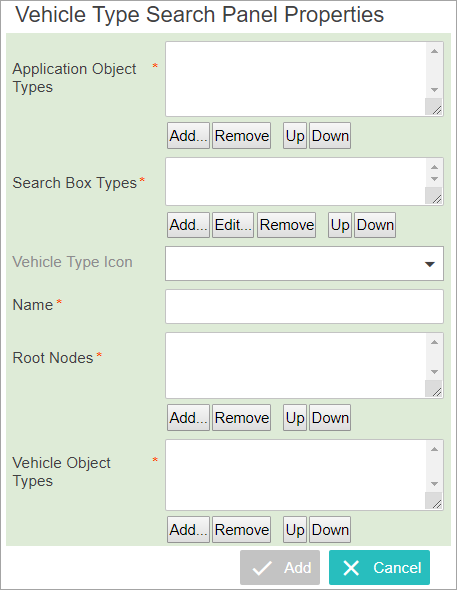 Vehicle Type Search Panel Properties
Application Object Types *
Add... Remove Up Down
Search Box Types *
Add... Edit... Remove Up Down
Vehicle Type Icon
Name *
Root Nodes *
Add... Remove Up Down
Vehicle Object Types *
Add... Remove Up Down
Add Cancel